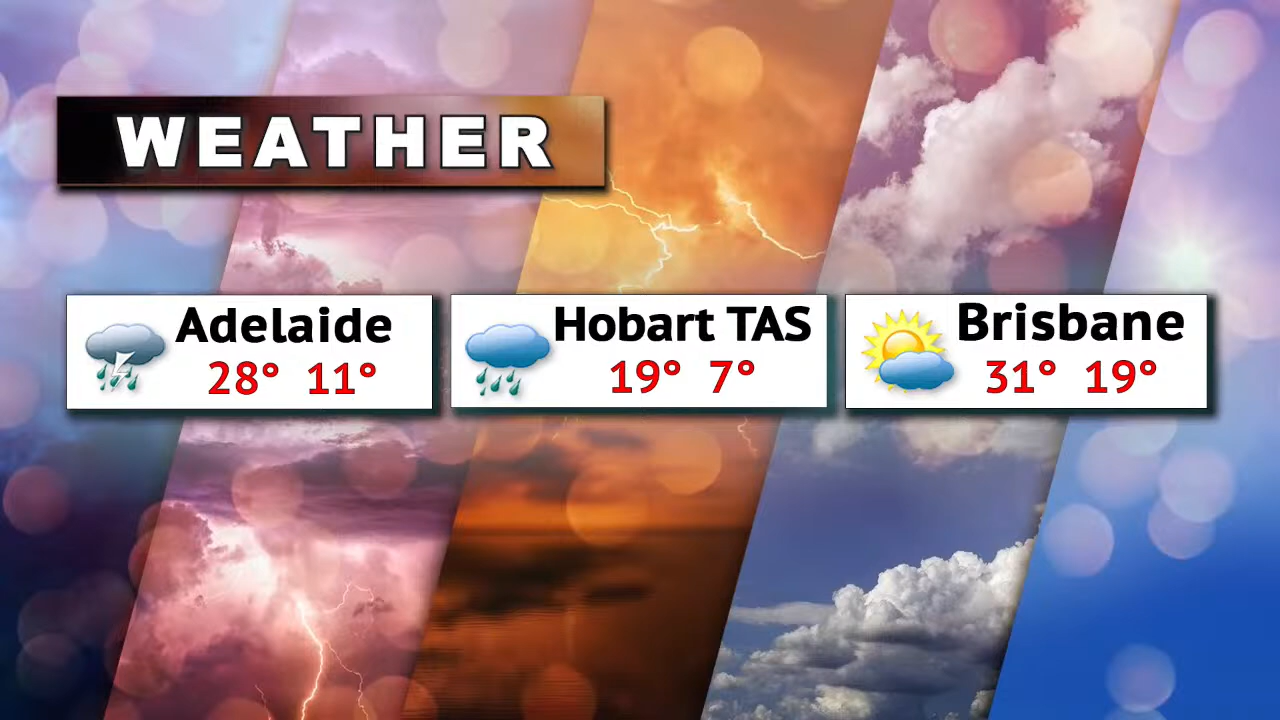 WEATHER
Adelaide
28° 11°
Hobart TAS
19° 7°
Brisbane
31° 19°